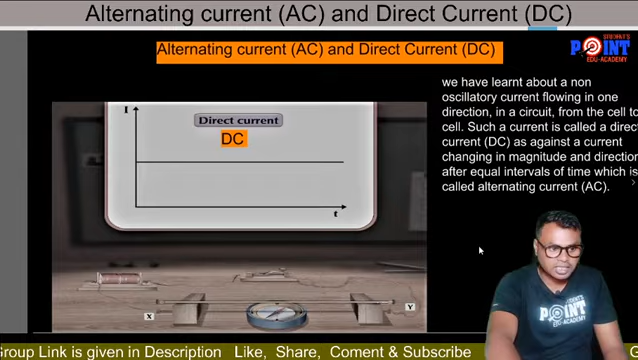 Alternating current (AC) and Direct Current (DC)
Alternating current (AC) and Direct Current (DC)
POINT
EDU-ACADEMY
we have learnt about a non
oscillatory current flowing in one
direction, in a circuit, from the cell to
cell. Such a current is called a direct
current (DC) as against a current
changing in magnitude and direction
after equal intervals of time which is
called alternating current (AC).
I
Direct current
DC
t
X
Y
POINT
EDU-ACADEMY
Group Link is given in Description Like, Share, Coment & Subscribe